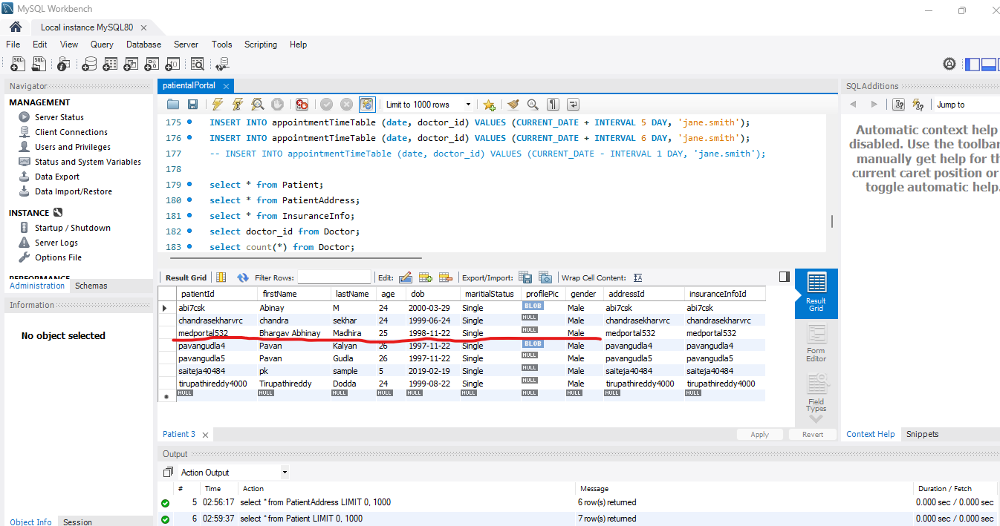 MySQL Workbench
Local instance MySQL80
File Edit View Query Database Server Tools Scripting Help
Navigator
MANAGEMENT
Server Status
Client Connections
Users and Privileges
Status and System Variables
Data Export
Data Import/Restore
INSTANCE
Startup / Shutdown
Server Logs
Options File
PERFORMANCE
Administration Schemas
Information
No object selected
Object Info Session
patientalPortal
Limit to 1000 rows
175 INSERT INTO appointmentTimeTable (date, doctor_id) VALUES (CURRENT_DATE + INTERVAL 5 DAY, 'jane.smith');
176 INSERT INTO appointmentTimeTable (date, doctor_id) VALUES (CURRENT_DATE + INTERVAL 6 DAY, 'jane.smith');
177 -- INSERT INTO appointmentTimeTable (date, doctor_id) VALUES (CURRENT_DATE - INTERVAL 1 DAY, 'jane.smith');
178
179 select * from Patient;
180 select * from PatientAddress;
181 select * from InsuranceInfo;
182 select doctor_id from Doctor;
183 select count(*) from Doctor;
Result Grid Filter Rows: Edit: Export/Import: Wrap Cell Content:
patientId firstName lastName age dob maritialStatus profilePic gender addressId insuranceInfoId
abi7csk Abinay M 24 2000-03-29 Single BLOB Male abi7csk abi7csk
chandrasekharvrc chandra sekhar 24 1999-06-24 Single NULL Male chandrasekharvrc chandrasekharvrc
medportal532 Bhargav Abhinay Madhira 25 1998-11-22 Single NULL Male medportal532 medportal532
pavangudla4 Pavan Kalyan 26 1997-11-22 Single BLOB Male pavangudla4 pavangudla4
pavangudla5 Pavan Gudla 26 1997-11-22 Single NULL Male pavangudla5 pavangudla5
saiteja40484 pk sample 5 2019-02-19 Single NULL Male saiteja40484 saiteja40484
tirupathireddy4000 Tirupathireddy Dodda 24 1999-08-22 Single NULL Male tirupathireddy4000 tirupathireddy4000
NULL NULL NULL NULL NULL NULL NULL NULL NULL NULL
Result
Grid
Form
Editor
Field
Types
Patient 3
Apply Revert
Output
Action Output
# Time Action Message Duration / Fetch
5 02:56:17 select * from PatientAddress LIMIT 0, 1000 6 row(s) returned 0.000 sec / 0.000 sec
6 02:59:37 select * from Patient LIMIT 0, 1000 7 row(s) returned 0.000 sec / 0.000 sec
SQLAdditions
Jump to
Automatic context help
disabled. Use the toolbar
manually get help for th
current caret position or
toggle automatic help.
Context Help Snippets